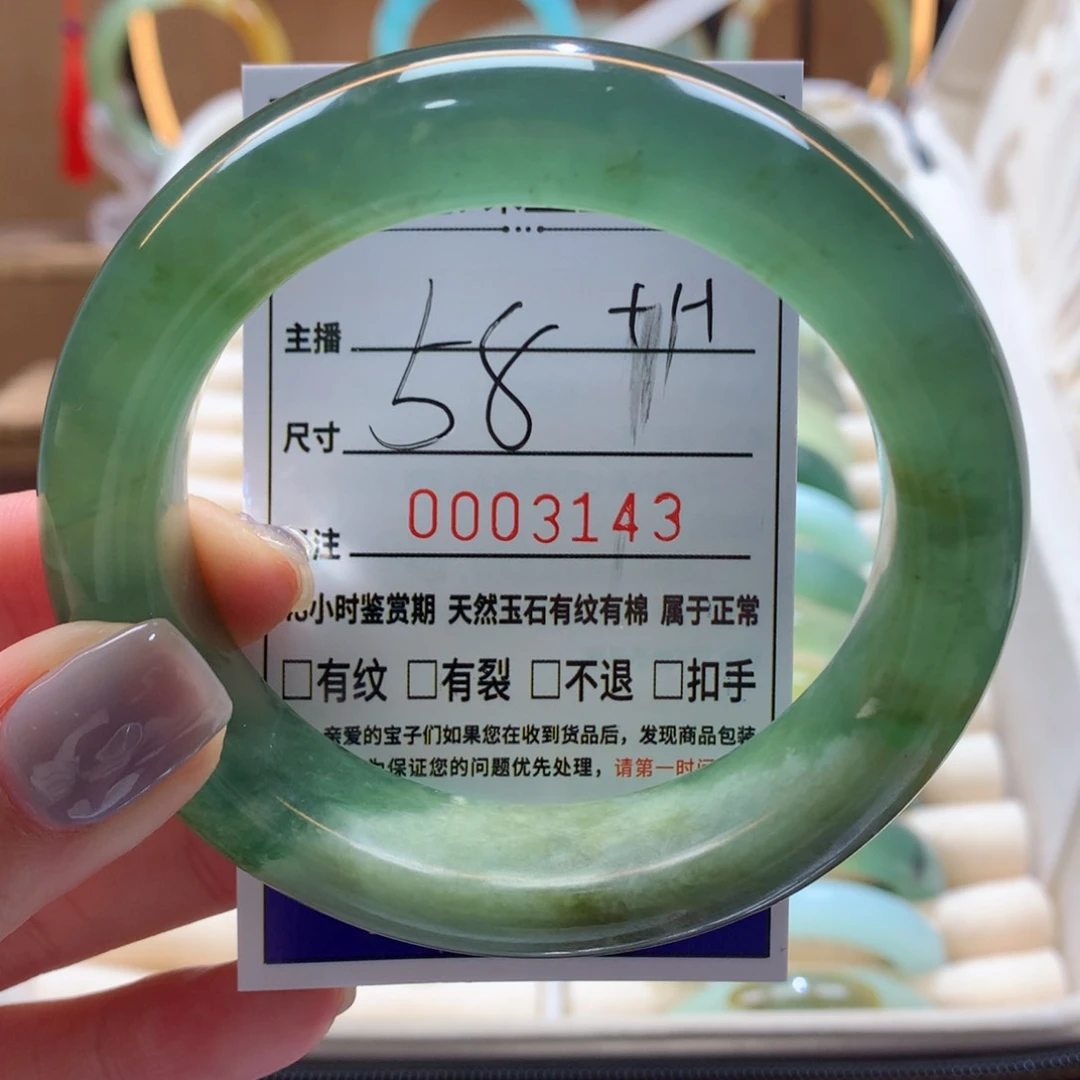 主播 58 +H
尺寸
注 0003143
小时鉴赏期 天然玉石有纹有棉 属于正常
□有纹 □有裂 □不退 □扣手
亲爱的宝子们如果您在收到货品后，发现商品包装
为保证您的问题优先处理，请第一时间